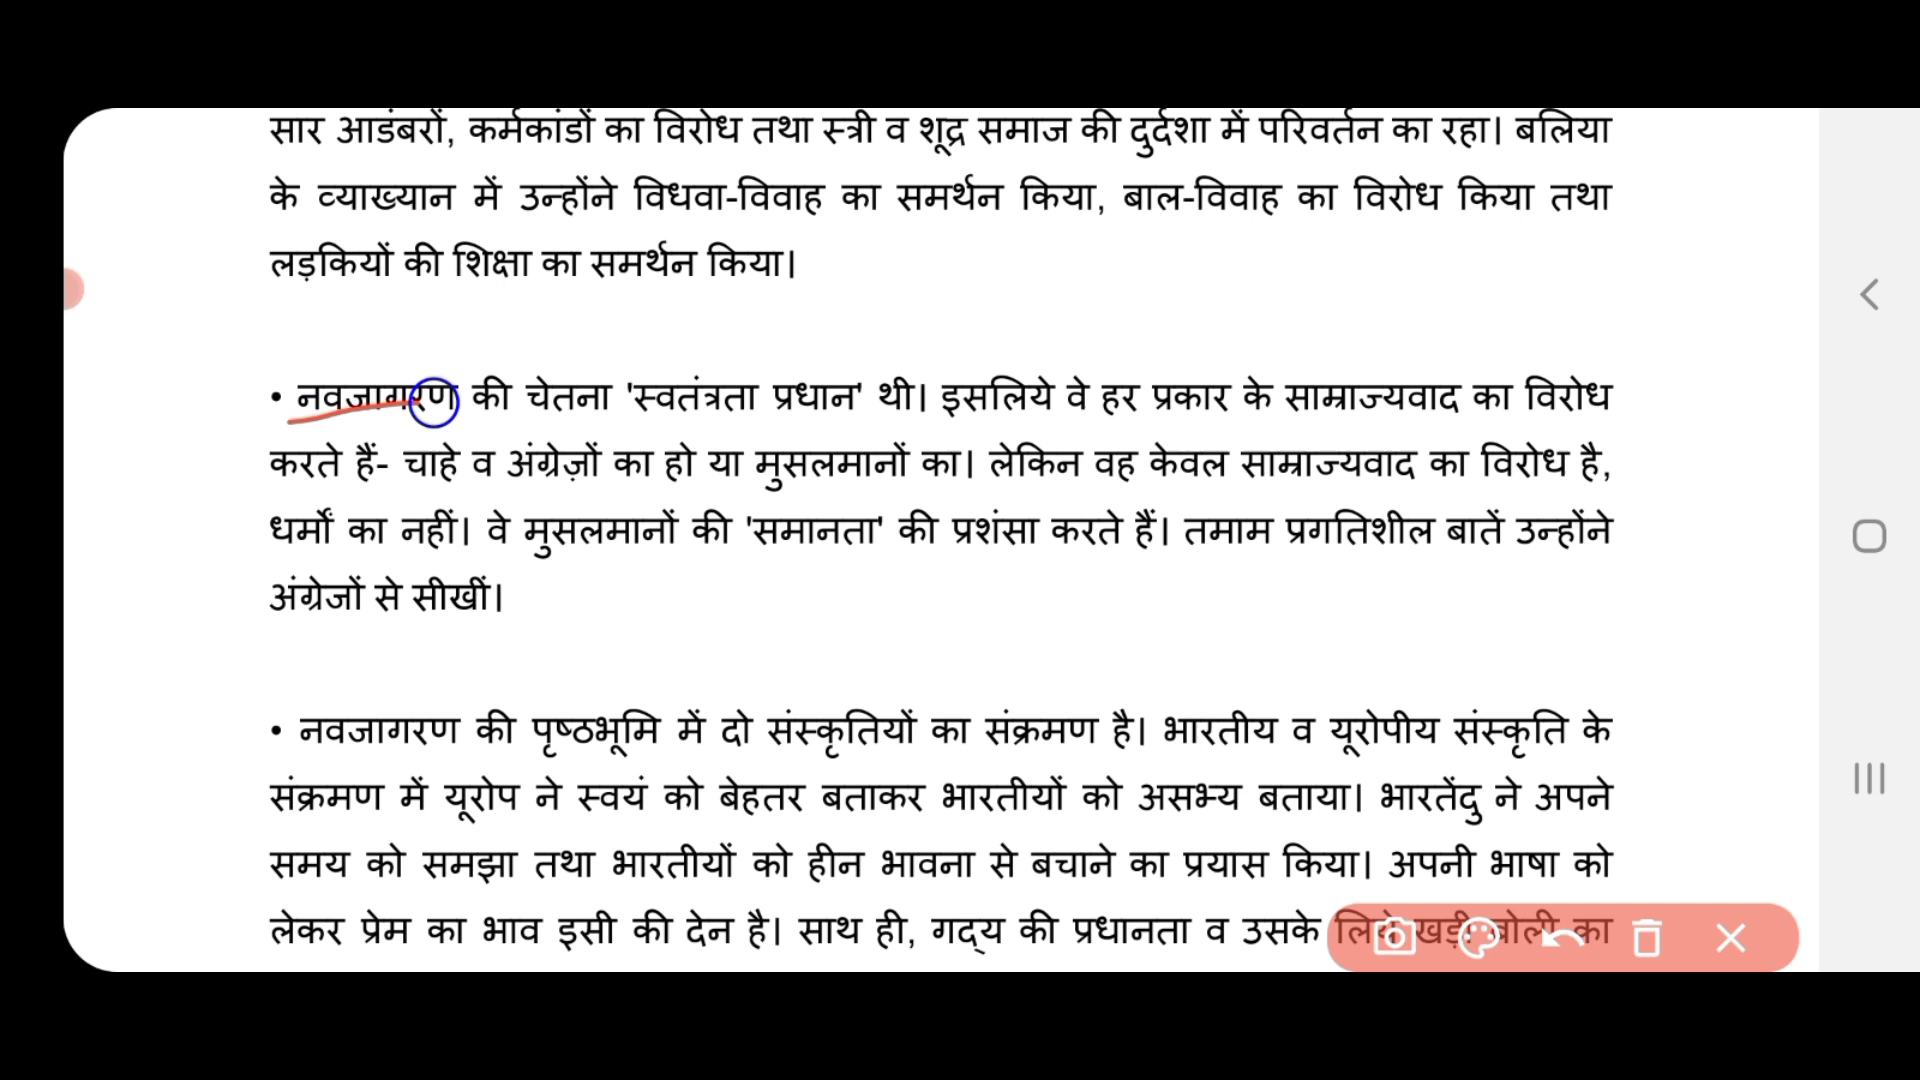 सार आडंबरों, कर्मकांडों का विरोध तथा स्त्री व शूद्र समाज की दुर्दशा में परिवर्तन का रहा। बलिया
के व्याख्यान में उन्होंने विधवा-विवाह का समर्थन किया, बाल-विवाह का विरोध किया तथा
लड़कियों की शिक्षा का समर्थन किया।
• नवजागरण की चेतना 'स्वतंत्रता प्रधान' थी। इसलिये वे हर प्रकार के साम्राज्यवाद का विरोध
करते हैं- चाहे व अंग्रेज़ों का हो या मुसलमानों का। लेकिन वह केवल साम्राज्यवाद का विरोध है,
धर्मों का नहीं। वे मुसलमानों की 'समानता' की प्रशंसा करते हैं। तमाम प्रगतिशील बातें उन्होंने
अंग्रेजों से सीखीं।
• नवजागरण की पृष्ठभूमि में दो संस्कृतियों का संक्रमण है। भारतीय व यूरोपीय संस्कृति के
संक्रमण में यूरोप ने स्वयं को बेहतर बताकर भारतीयों को असभ्य बताया। भारतेंदु ने अपने
समय को समझा तथा भारतीयों को हीन भावना से बचाने का प्रयास किया। अपनी भाषा को
लेकर प्रेम का भाव इसी की देन है। साथ ही, गद्य की प्रधानता व उसके लिये खड़ी बोली का